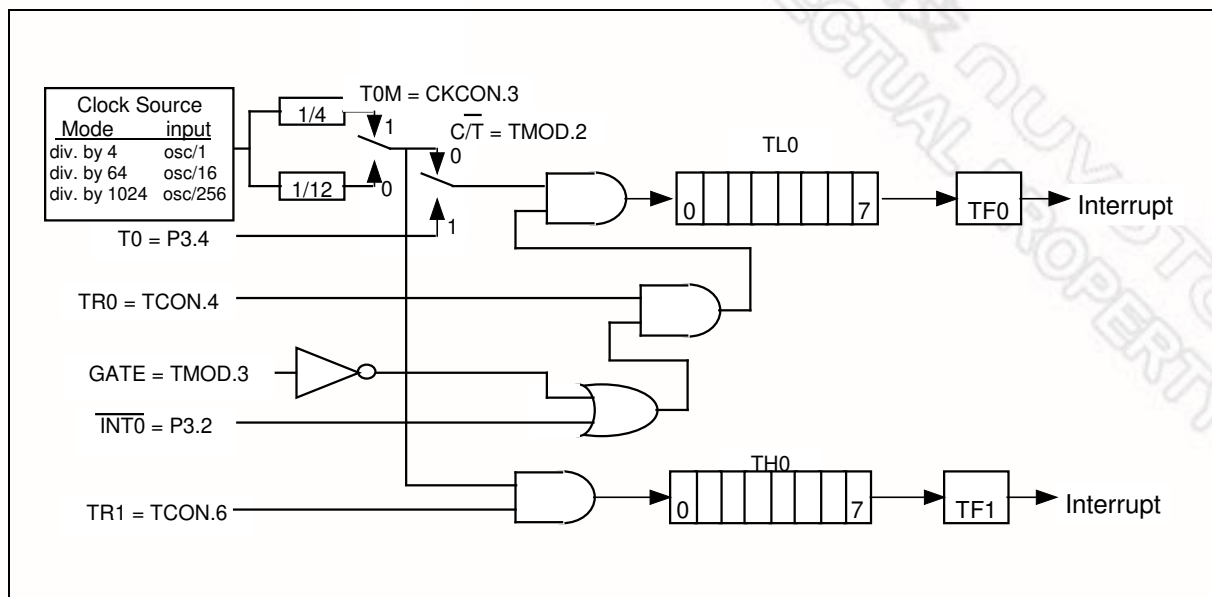 Clock Source
Mode input
div. by 4 osc/1
div. by 64 osc/16
div. by 1024 osc/256
1/4
1/12
T0M = CKCON.3
1
0
C/T = TMOD.2
0
1
T0 = P3.4
TR0 = TCON.4
GATE = TMOD.3
INT0 = P3.2
TR1 = TCON.6
TL0
0 7
TF0
Interrupt
TH0
0 7
TF1
Interrupt